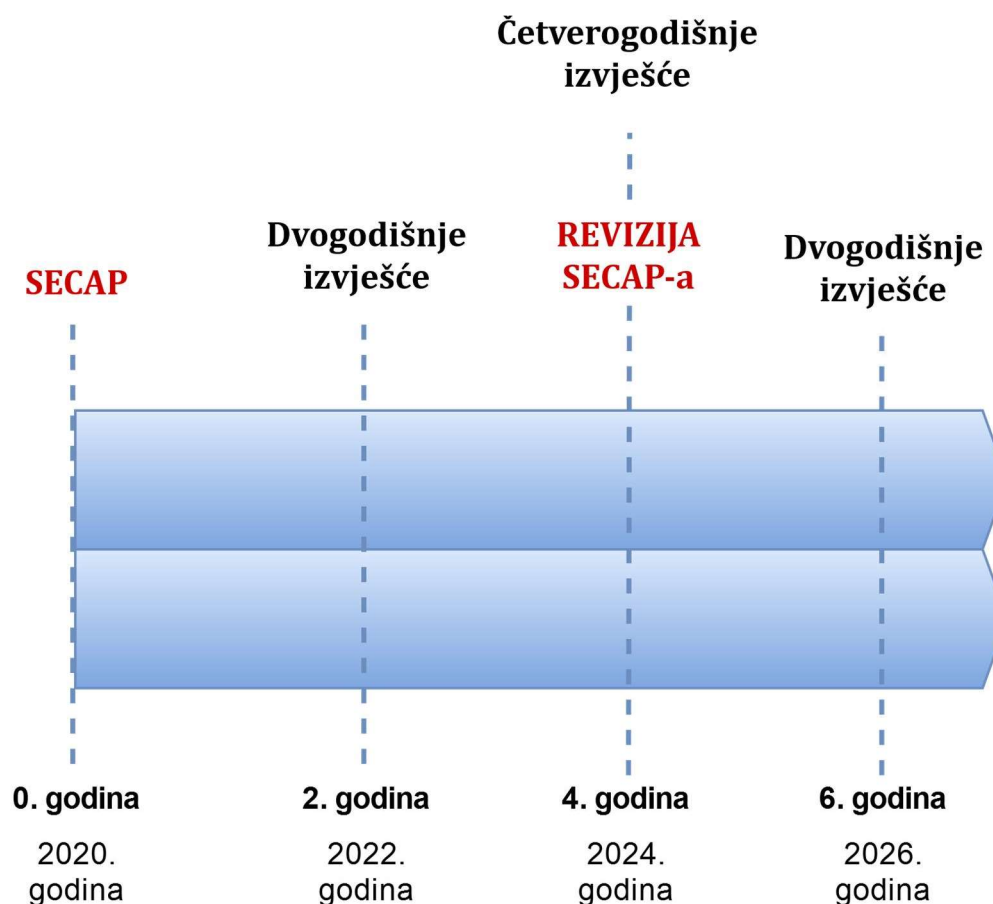 Četverogodišnje
izvješće
SECAP
Dvogodišnje
izvješće
REVIZIJA
SECAP-a
Dvogodišnje
izvješće
0. godina
2. godina
4. godina
6. godina
2020.
godina
2022.
godina
2024.
godina
2026.
godina